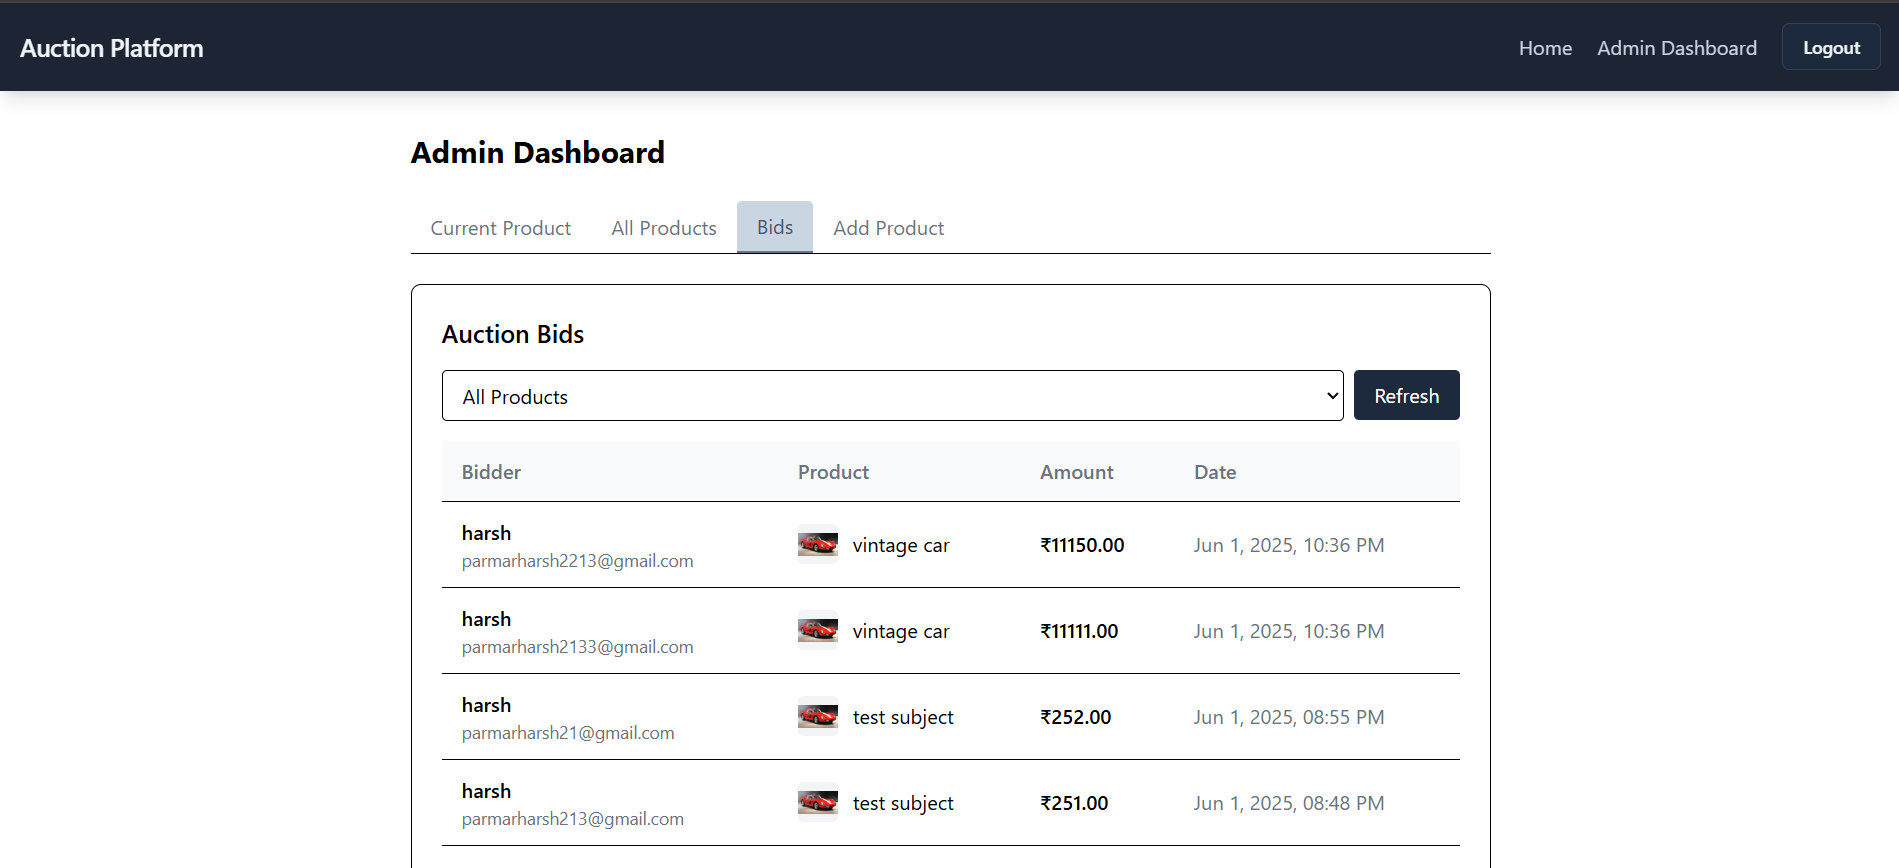 Auction Platform
Home
Admin Dashboard
Logout
Admin Dashboard
Current Product
All Products
Bids
Add Product
Auction Bids
All Products
Refresh
Bidder Product Amount Date
harsh
parmarharsh2213@gmail.com
vintage car ₹11150.00 Jun 1, 2025, 10:36 PM
harsh
parmarharsh2133@gmail.com
vintage car ₹11111.00 Jun 1, 2025, 10:36 PM
harsh
parmarharsh21@gmail.com
test subject ₹252.00 Jun 1, 2025, 08:55 PM
harsh
parmarharsh213@gmail.com
test subject ₹251.00 Jun 1, 2025, 08:48 PM